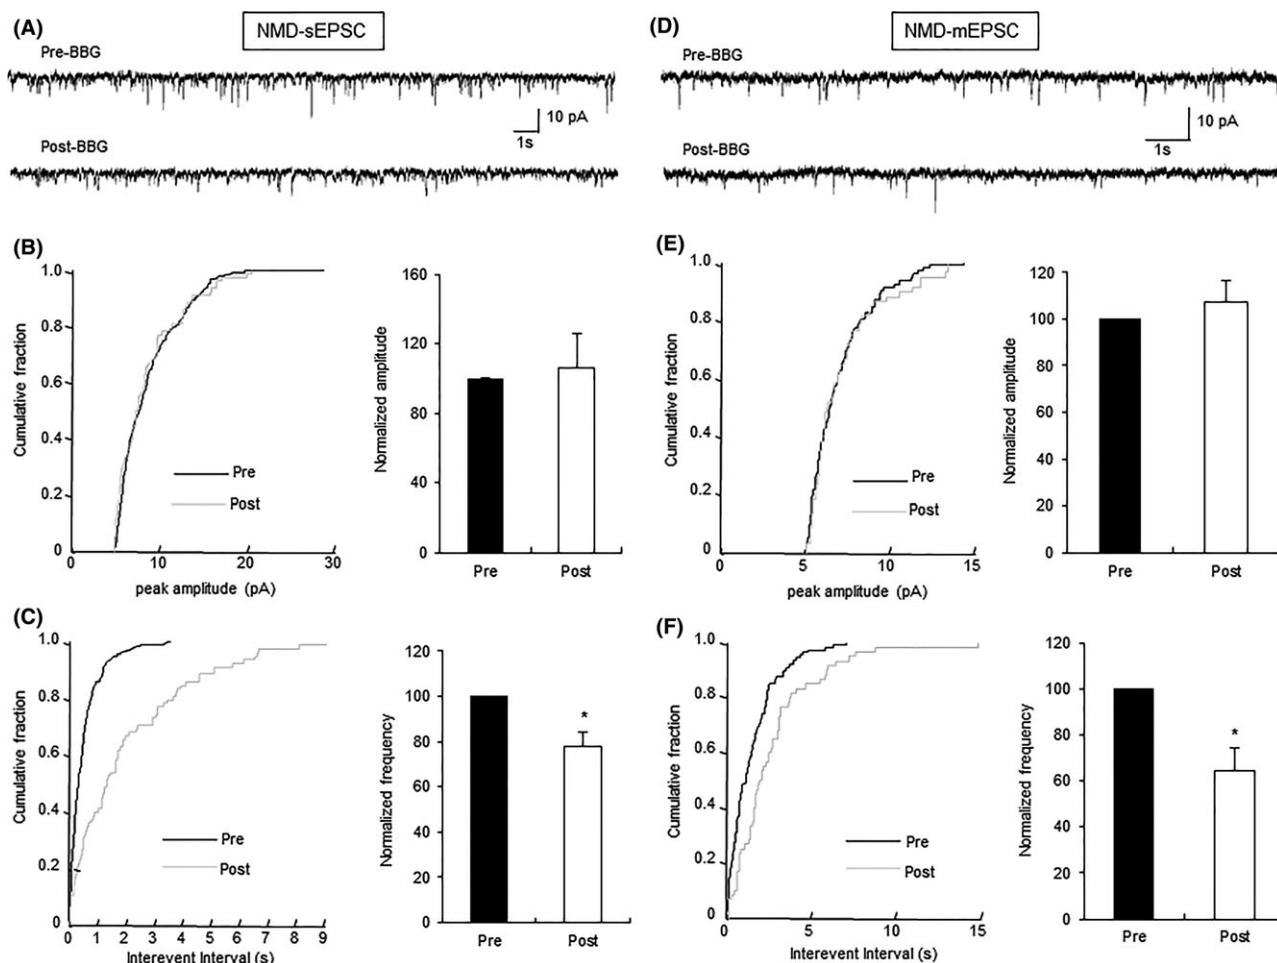 (A)
NMD-sEPSC
Pre-BBG
10 pA
1s
Post-BBG
(D)
NMD-mEPSC
Pre-BBG
10 pA
1s
Post-BBG
(B)
Cumulative fraction
1.0
0.8
0.6
0.4
0.2
0
0
10
20
30
peak amplitude (pA)
Pre
Post
Normalized amplitude
160
120
80
40
0
Pre
Post
(E)
Cumulative fraction
1.0
0.8
0.6
0.4
0.2
0
0
5
10
15
peak amplitude (pA)
Pre
Post
Normalized amplitude
120
100
80
60
40
20
0
Pre
Post
(C)
Cumulative fraction
1.0
0.8
0.6
0.4
0.2
0
0 1 2 3 4 5 6 7 8 9
Interevent Interval (s)
Pre
Post
Normalized frequency
120
100
80
60
40
20
0
*
Pre
Post
(F)
Cumulative fraction
1.0
0.8
0.6
0.4
0.2
0
0
5
10
15
Interevent Interval (s)
Pre
Post
Normalized frequency
120
100
80
60
40
20
0
*
Pre
Post